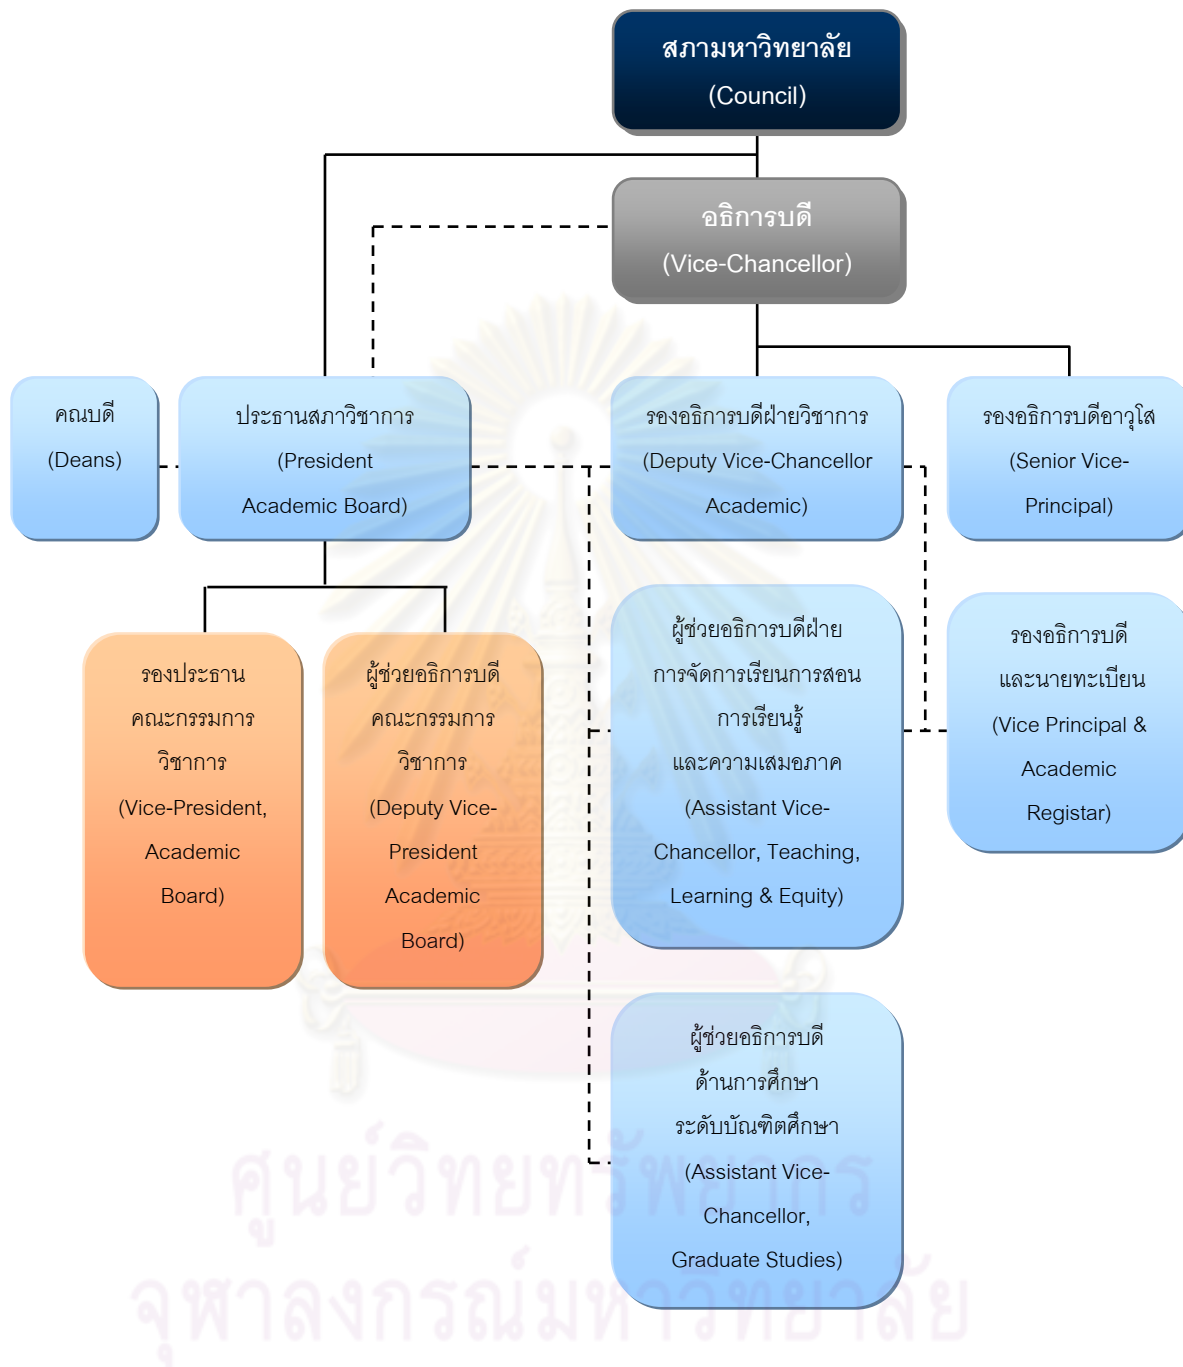 สภามหาวิทยาลัย
(Council)
อธิการบดี
(Vice-Chancellor)
คณบดี
(Deans)
ประธานสภาวิชาการ
(President
Academic Board)
รองอธิการบดีฝ่ายวิชาการ
(Deputy Vice-Chancellor
Academic)
รองอธิการบดีอาวุโส
(Senior Vice-
Principal)
รองประธาน
คณะกรรมการ
วิชาการ
(Vice-President,
Academic
Board)
ผู้ช่วยอธิการบดี
คณะกรรมการ
วิชาการ
(Deputy Vice-
President
Academic
Board)
ผู้ช่วยอธิการบดีฝ่าย
การจัดการเรียนการสอน
การเรียนรู้
และความเสมอภาค
(Assistant Vice-
Chancellor, Teaching,
Learning & Equity)
รองอธิการบดี
และนายทะเบียน
(Vice Principal &
Academic
Registar)
ผู้ช่วยอธิการบดี
ด้านการศึกษา
ระดับบัณฑิตศึกษา
(Assistant Vice-
Chancellor,
Graduate Studies)
ศูนย์วิทยทรัพยากร
จุฬาลงกรณ์มหาวิทยาลัย